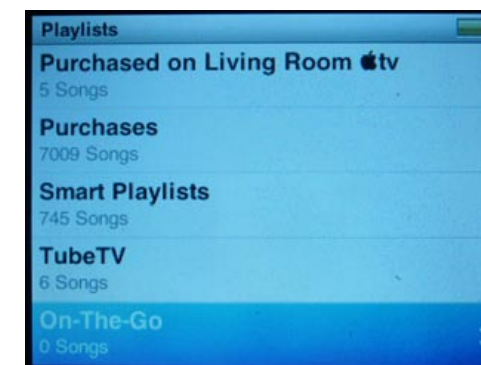 Playlists
Purchased on Living Room tv
5 Songs
Purchases
7009 Songs
Smart Playlists
745 Songs
TubeTV
6 Songs
On-The-Go
0 Songs